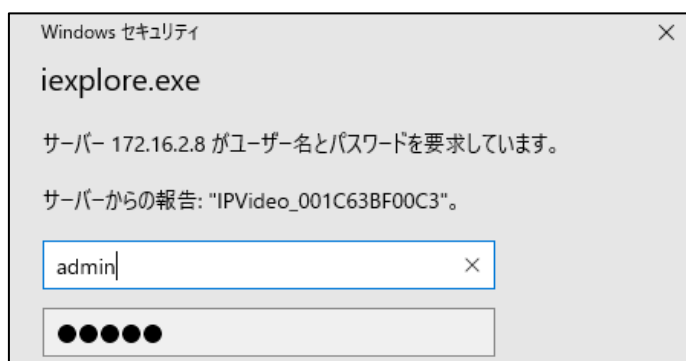 Windows セキュリティ
iexplore.exe
サーバー 172.16.2.8 がユーザー名とパスワードを要求しています。
サーバーからの報告: "IPVideo_001C63BF00C3"。
admin
●●●●●